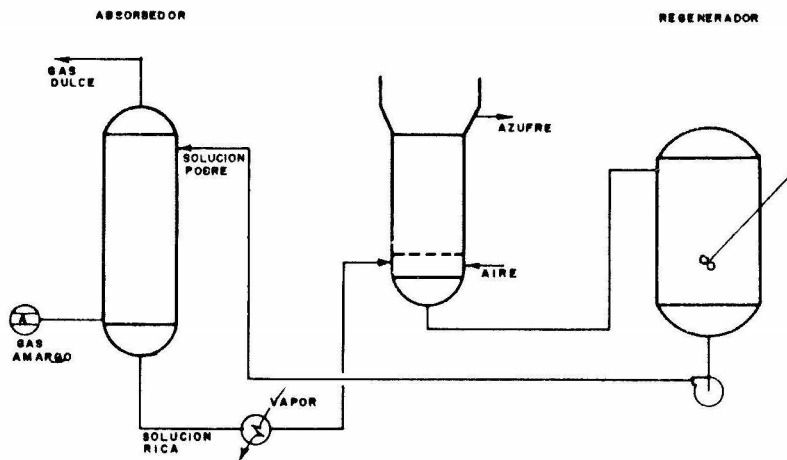 ABSORBEDOR
REGENERADOR
GAS
DULCE
AZUFRE
SOLUCION
POBRE
AIRE
A
GAS
AMARGO
VAPOR
SOLUCION
RICA